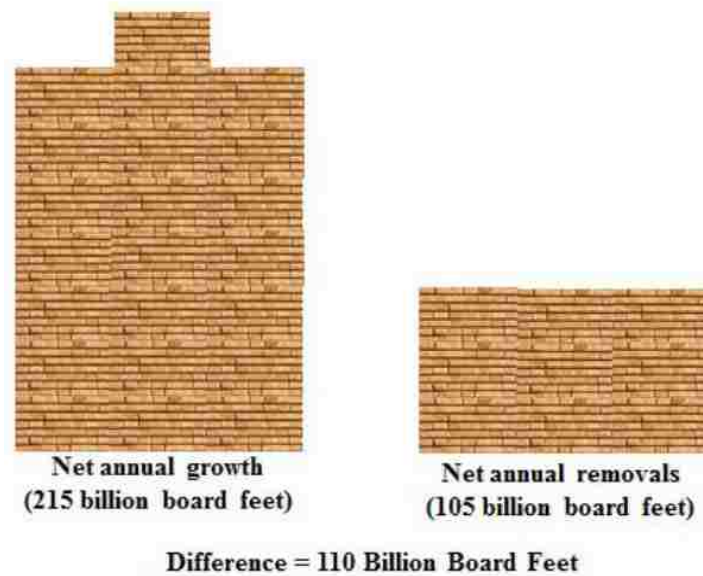 Net annual growth
(215 billion board feet)
Net annual removals
(105 billion board feet)
Difference = 110 Billion Board Feet